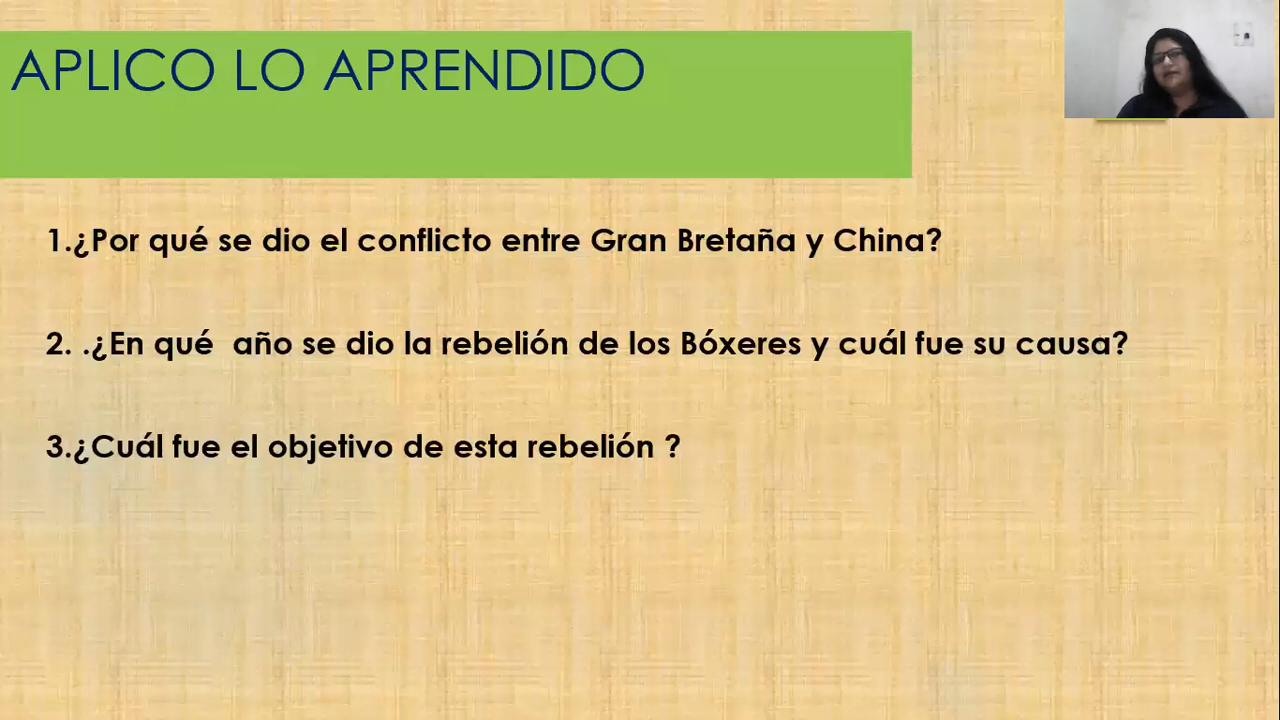 APLICO LO APRENDIDO
1.¿Por qué se dio el conflicto entre Gran Bretaña y China?
2. .¿En qué  año se dio la rebelión de los Bóxeres y cuál fue su causa?
3.¿Cuál fue el objetivo de esta rebelión ?